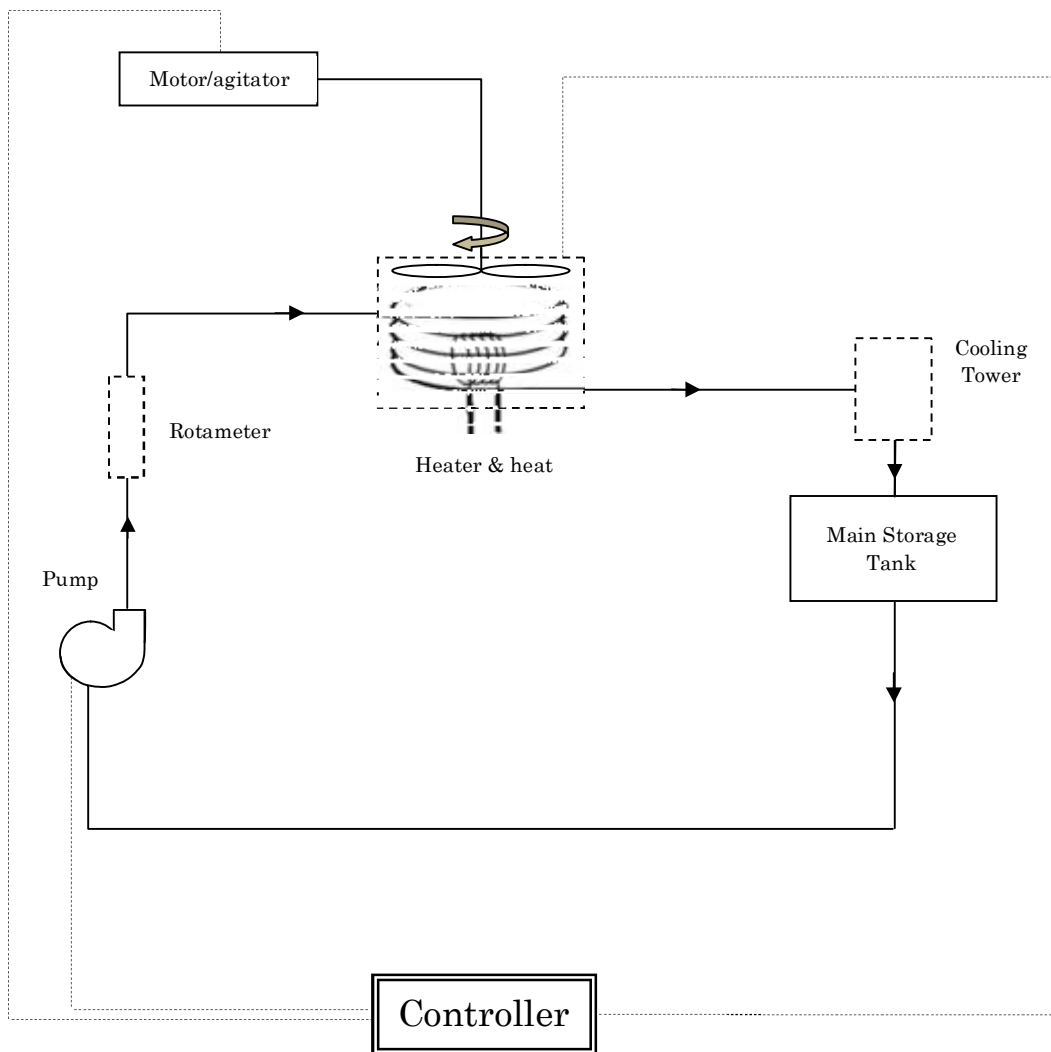 Motor/agitator
Cooling
Tower
Rotameter
Heater & heat
Main Storage
Tank
Pump
Controller